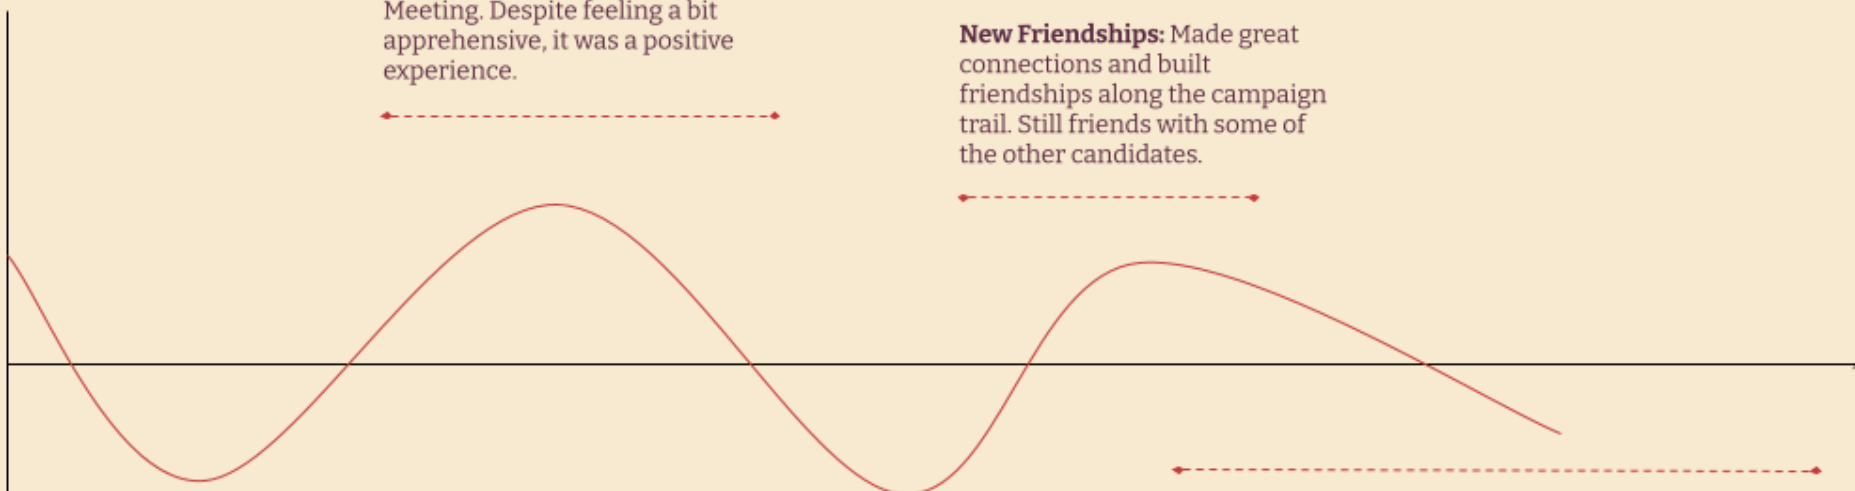 Meeting. Despite feeling a bit
apprehensive, it was a positive
experience.
New Friendships: Made great
connections and built
friendships along the campaign
trail. Still friends with some of
the other candidates.